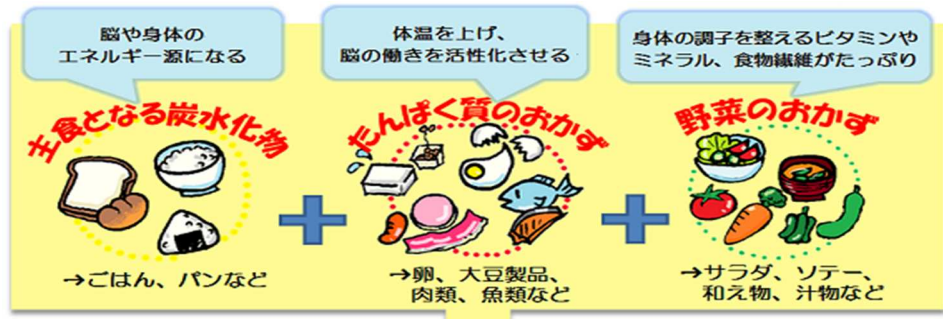 脳や身体の
エネルギー源になる
主食となる炭水化物
→ごはん、パンなど
+
体温を上げ、
脳の働きを活性化させる
たんぱく質のおかず
→卵、大豆製品、
肉類、魚類など
+
身体の調子を整えるビタミンや
ミネラル、食物繊維がたっぷり
野菜のおかず
→サラダ、ソテー、
和え物、汁物など